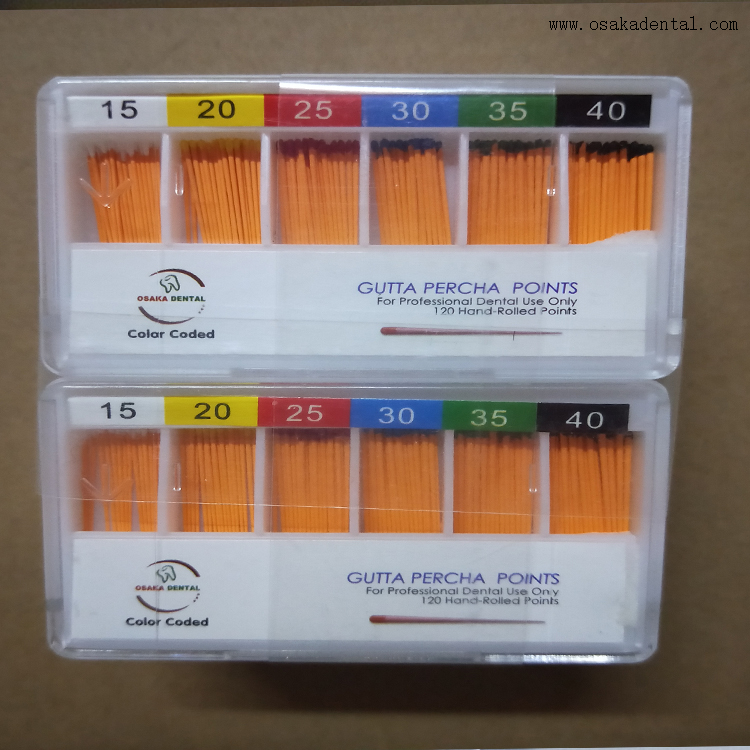 www.osakadental.com
15 20 25 30 35 40
OSAKA DENTAL
Color Coded
GUTTA PERCHA POINTS
For Professional Dental Use Only
120 Hand-Rolled Points
15 20 25 30 35 40
OSAKA DENTAL
Color Coded
GUTTA PERCHA POINTS
For Professional Dental Use Only
120 Hand-Rolled Points